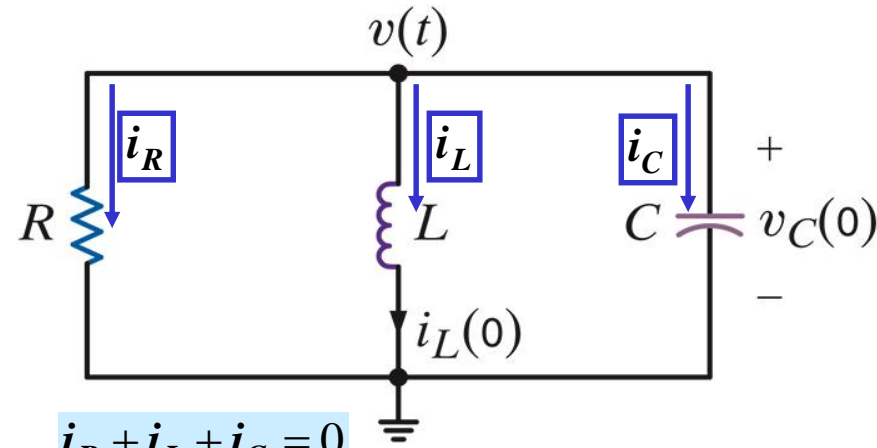 v(t)
i_R
i_L
i_C
+
R
L
C
v_C(0)
−
i_L(0)
i_R + i_L + i_C = 0